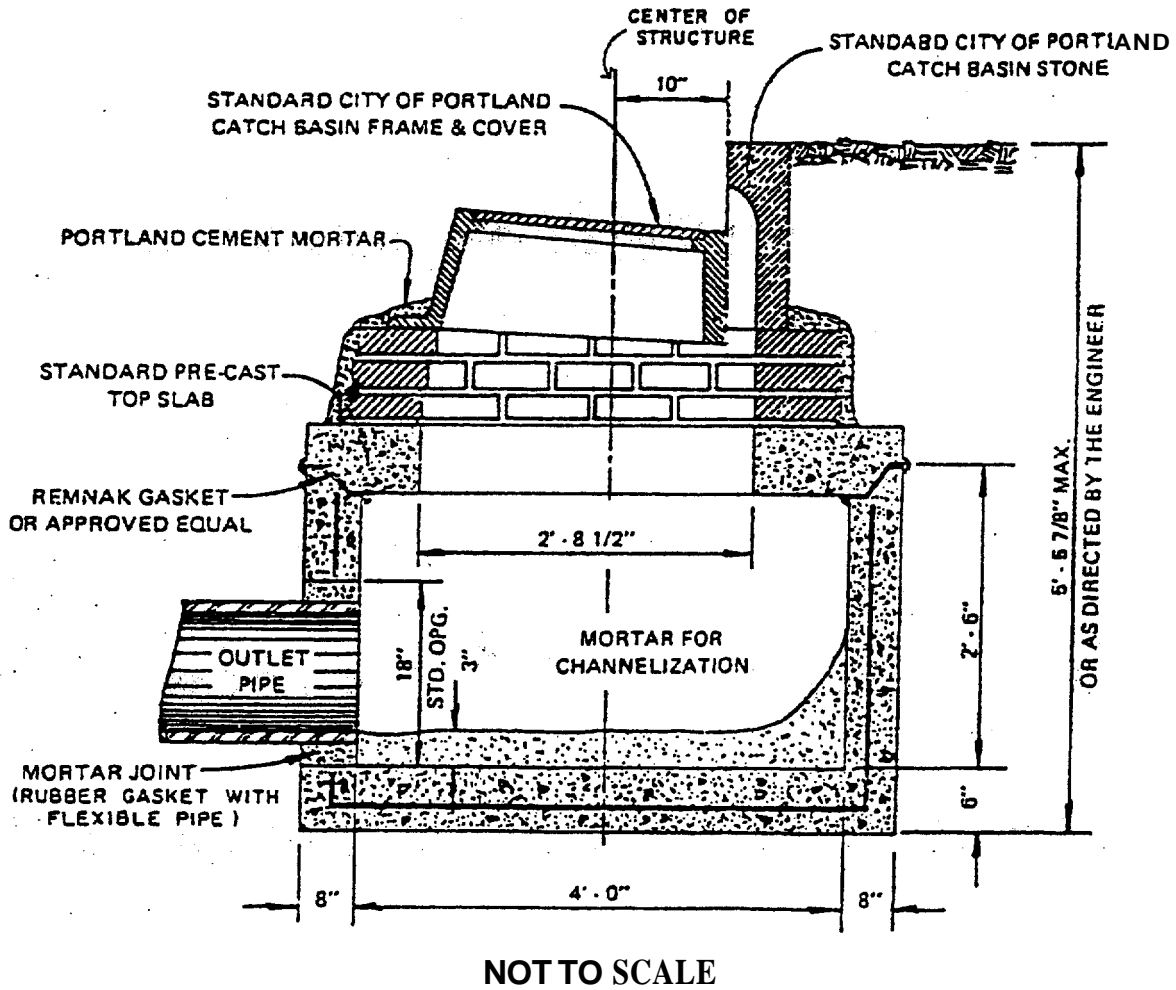 CENTER OF
STRUCTURE
STANDABD CITY OF PORTLAND
CATCH BASIN STONE
10"
STANDARD CITY OF PORTLAND
CATCH BASIN FRAME & COVER
PORTLAND CEMENT MORTAR
STANDARD PRE-CAST
TOP SLAB
REMNAK GASKET
OR APPROVED EQUAL
2' - 8 1/2"
5' - 5 7/8" MAX.
OR AS DIRECTED BY THE ENGINEER
2' - 6"
18"
STD. OPG.
3"
MORTAR FOR
CHANNELIZATION
OUTLET
PIPE
MORTAR JOINT
(RUBBER GASKET WITH
FLEXIBLE PIPE)
6"
8"
4' - 0"
8"
NOT TO SCALE